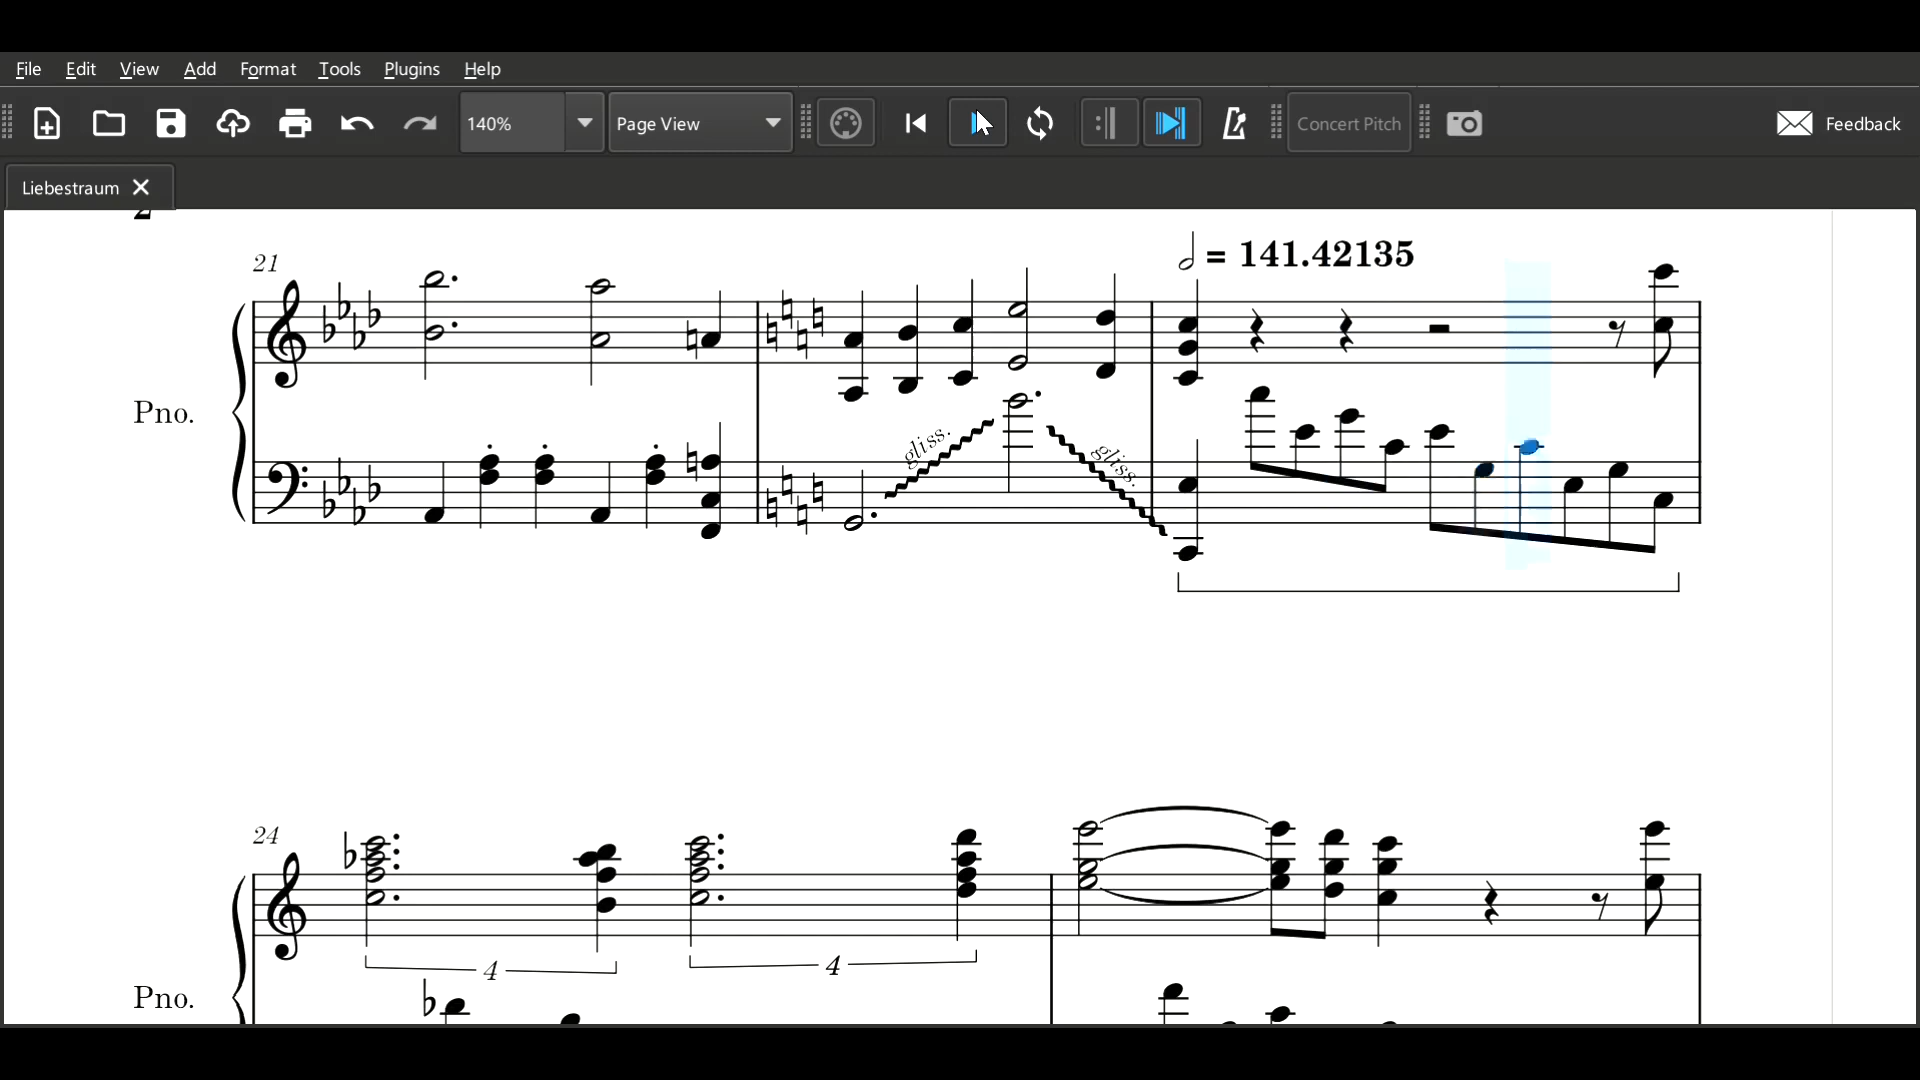 File Edit View Add Format Tools Plugins Help
140% Page View Concert Pitch Feedback
Liebestraum
2
21
= 141.42135
Pno.
gliss.
gliss.
24
4
4
Pno.